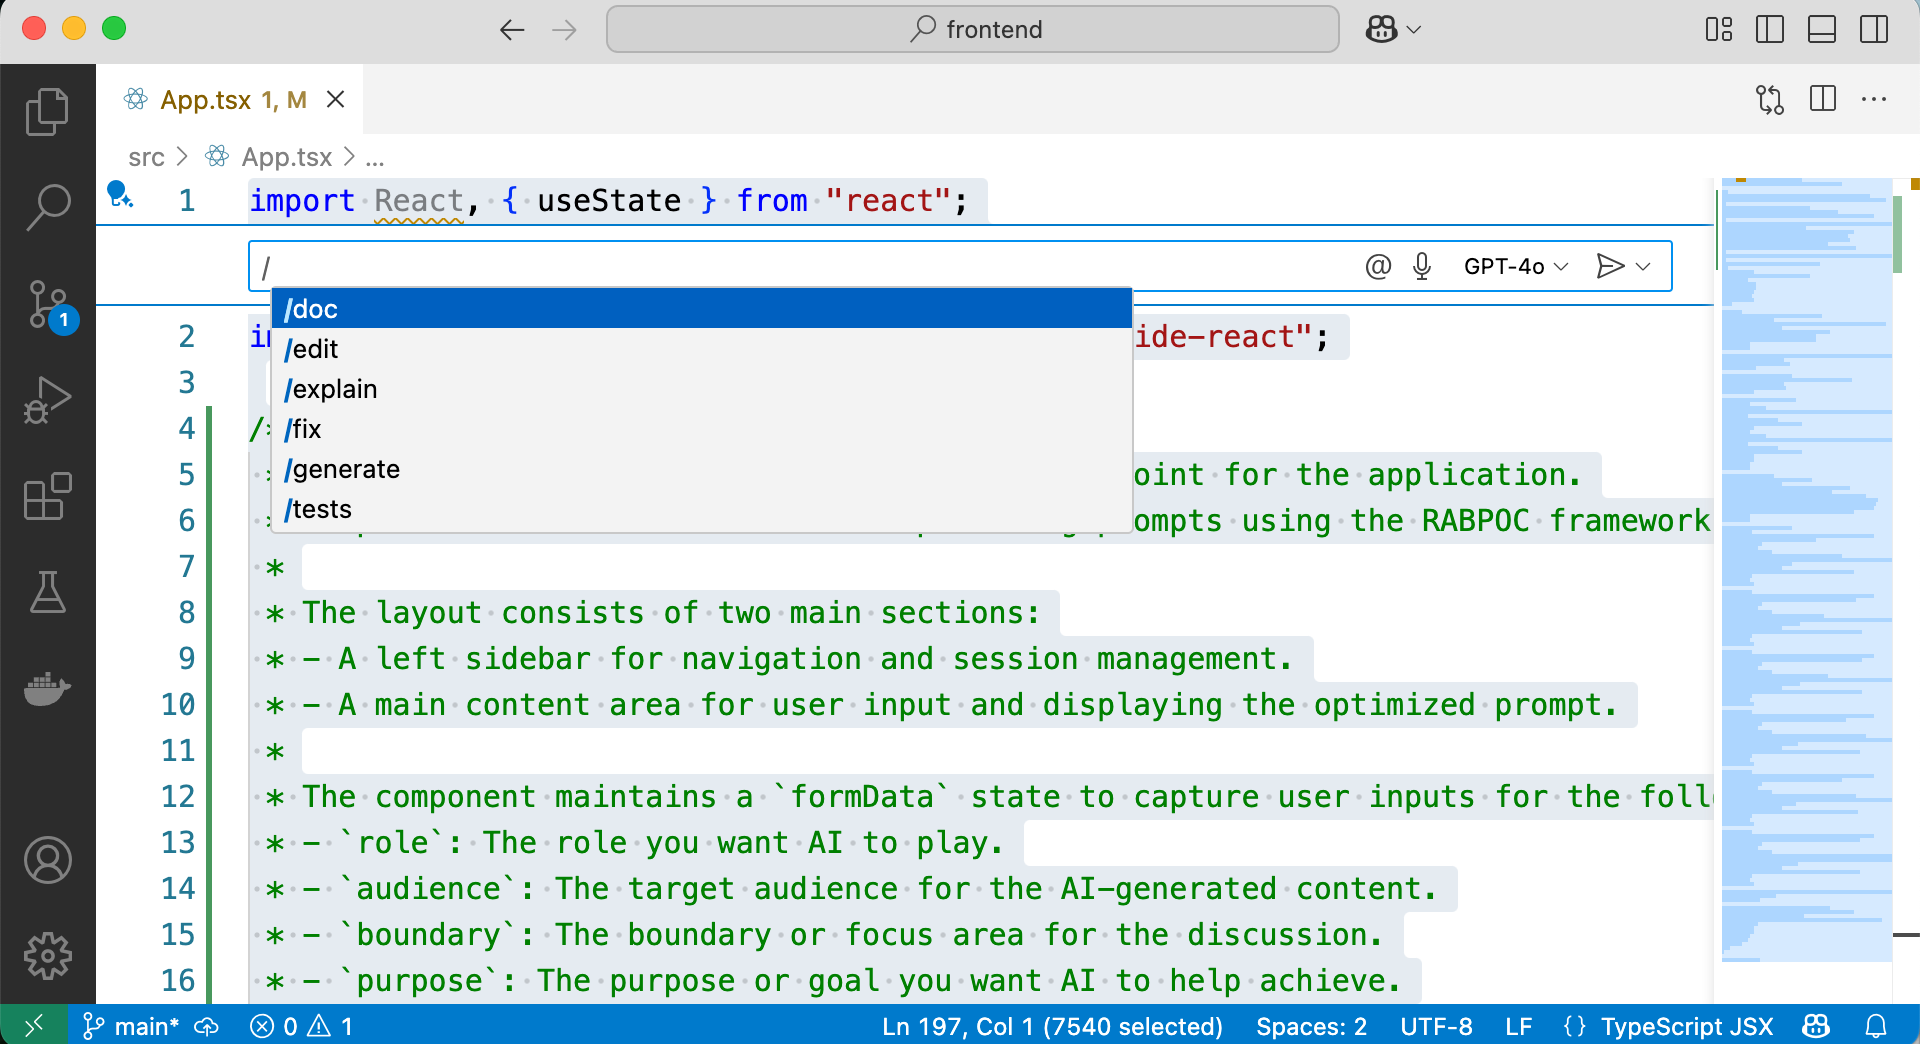 frontend
App.tsx 1, M
src > App.tsx > ...
1 import React, { useState } from "react";
/
@ GPT-4o
/doc
/edit
/explain
/fix
/generate
/tests
2 ide-react";
3
4 /*
5 oint for the application.
6 ompts using the RABPOC framework
7 *
8 * The layout consists of two main sections:
9 * - A left sidebar for navigation and session management.
10 * - A main content area for user input and displaying the optimized prompt.
11 *
12 * The component maintains a `formData` state to capture user inputs for the foll
13 * - `role`: The role you want AI to play.
14 * - `audience`: The target audience for the AI-generated content.
15 * - `boundary`: The boundary or focus area for the discussion.
16 * - `purpose`: The purpose or goal you want AI to help achieve.
1
main* 0 1 Ln 197, Col 1 (7540 selected) Spaces: 2 UTF-8 LF {} TypeScript JSX